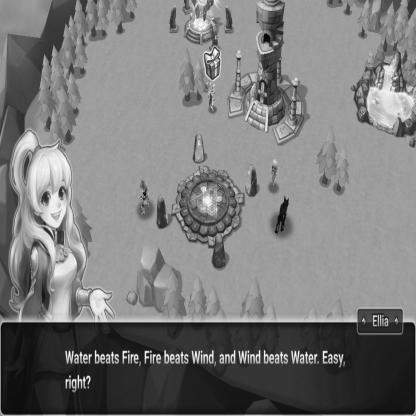 Ellia
Water beats Fire, Fire beats Wind, and Wind beats Water. Easy,
right?